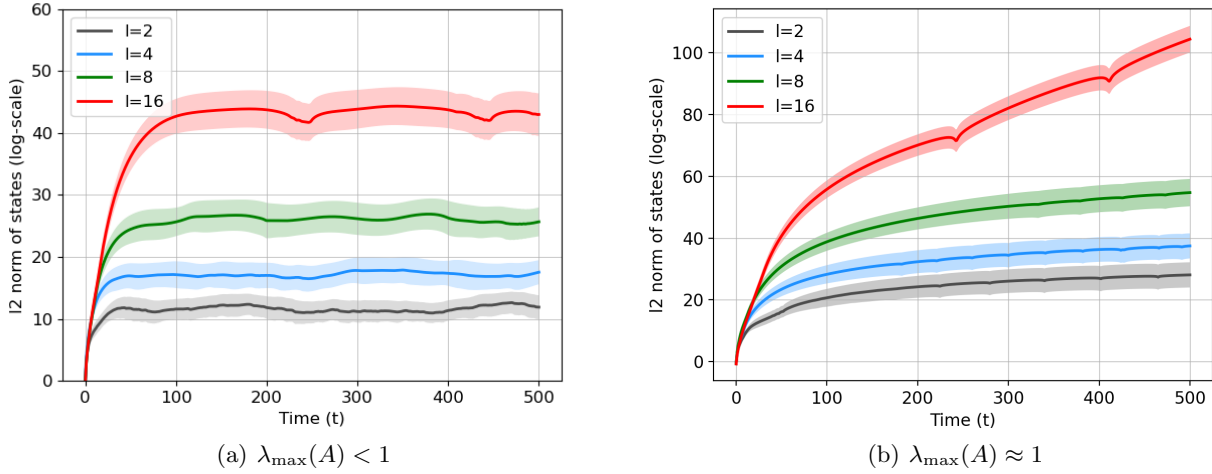 60
50
40
30
20
10
0
l2 norm of states (log-scale)
l=2
l=4
l=8
l=16
0 100 200 300 400 500
Time (t)
(a) λmax(A) < 1
100
80
60
40
20
0
l2 norm of states (log-scale)
l=2
l=4
l=8
l=16
0 100 200 300 400 500
Time (t)
(b) λmax(A) ≈ 1